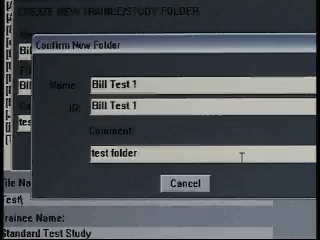 CREATE NEW TRAINEE/STUDY FOLDER
Confirm New Folder
Name:
Bill Test 1
ID:
Bill Test 1
Comment:
test folder
Cancel
File Na
Test\
Trainee Name:
Standard Test Study